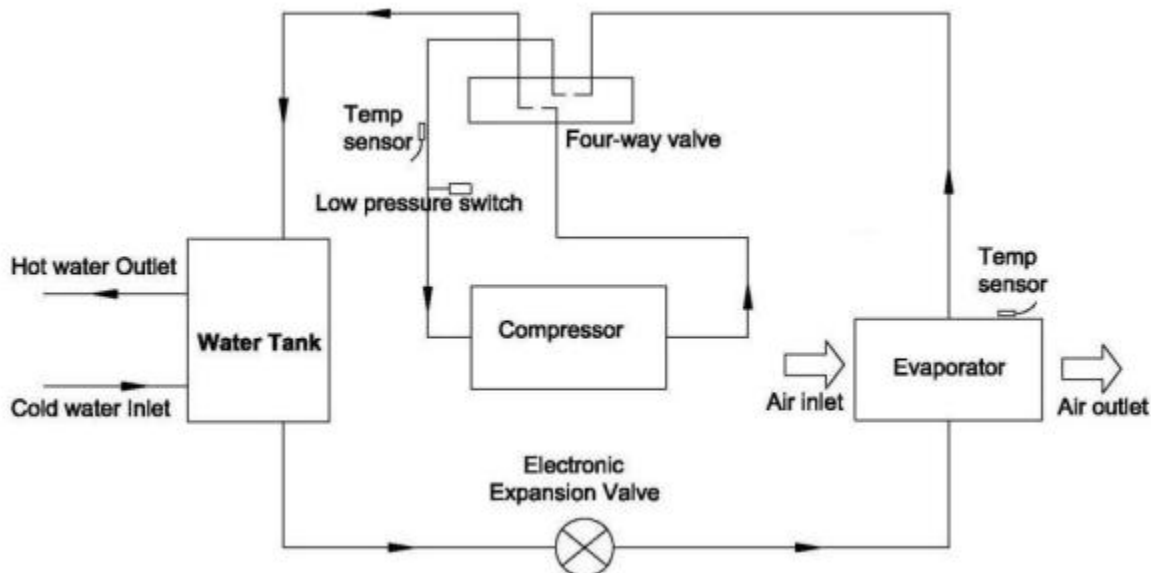 Temp
sensor
Four-way valve
Low pressure switch
Hot water Outlet
Water Tank
Cold water Inlet
Compressor
Temp
sensor
Air inlet
Evaporator
Air outlet
Electronic
Expansion Valve